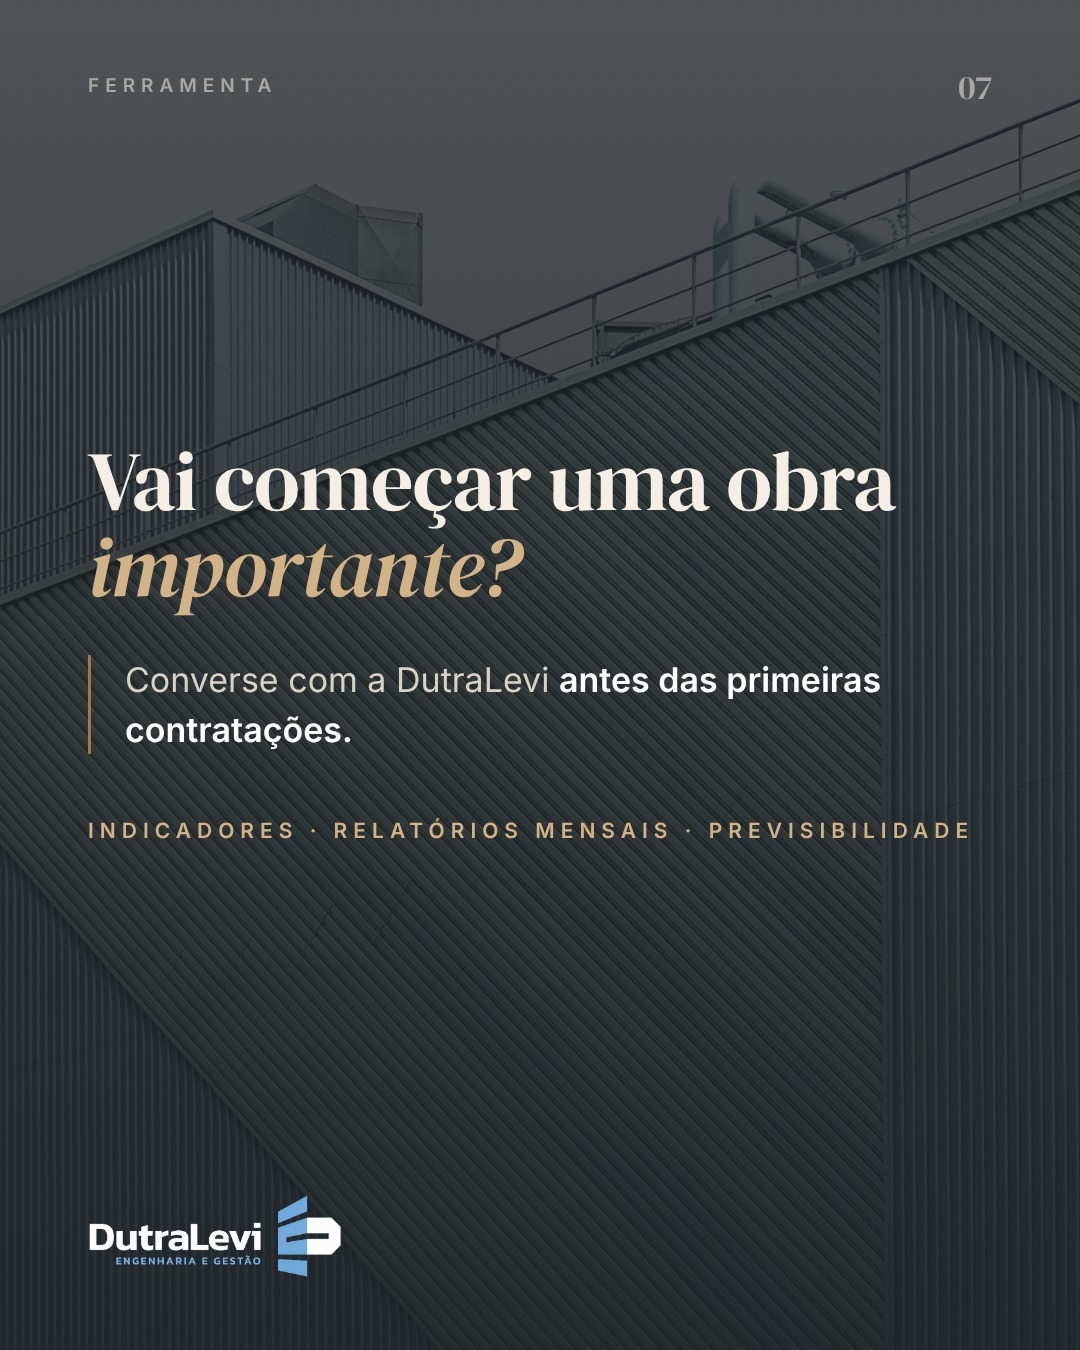 FERRAMENTA
07
Vai começar uma obra
importante?
Converse com a DutraLevi antes das primeiras
contratações.
INDICADORES · RELATÓRIOS MENSAIS · PREVISIBILIDADE
DutraLevi
ENGENHARIA E GESTÃO